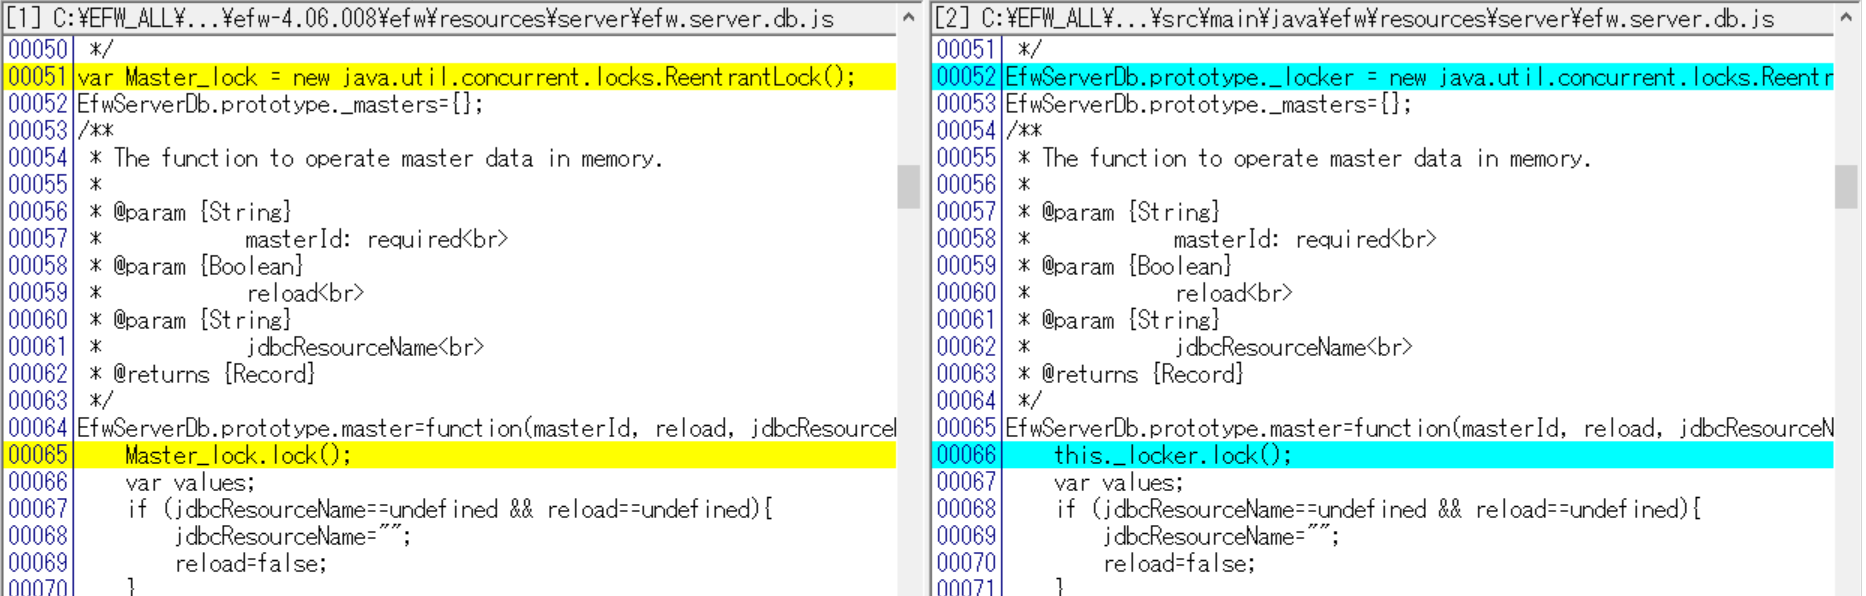 [1] C:¥EFW_ALL¥...¥efw-4.06.008¥efw¥resources¥server¥efw.server.db.js
00050 */
00051 var Master_lock = new java.util.concurrent.locks.ReentrantLock();
00052 EfwServerDb.prototype._masters={};
00053 /**
00054 * The function to operate master data in memory.
00055 *
00056 * @param {String}
00057 * masterId: required<br>
00058 * @param {Boolean}
00059 * reload<br>
00060 * @param {String}
00061 * jdbcResourceName<br>
00062 * @returns {Record}
00063 */
00064 EfwServerDb.prototype.master=function(masterId, reload, jdbcResourceN
00065 Master_lock.lock();
00066 var values;
00067 if (jdbcResourceName==undefined && reload==undefined){
00068 jdbcResourceName="";
00069 reload=false;
00070 }
[2] C:¥EFW_ALL¥...¥src¥main¥java¥efw¥resources¥server¥efw.server.db.js
00051 */
00052 EfwServerDb.prototype._locker = new java.util.concurrent.locks.Reentr
00053 EfwServerDb.prototype._masters={};
00054 /**
00055 * The function to operate master data in memory.
00056 *
00057 * @param {String}
00058 * masterId: required<br>
00059 * @param {Boolean}
00060 * reload<br>
00061 * @param {String}
00062 * jdbcResourceName<br>
00063 * @returns {Record}
00064 */
00065 EfwServerDb.prototype.master=function(masterId, reload, jdbcResourceN
00066 this._locker.lock();
00067 var values;
00068 if (jdbcResourceName==undefined && reload==undefined){
00069 jdbcResourceName="";
00070 reload=false;
00071 }